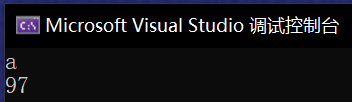 C:\ Microsoft Visual Studio 调试控制台
a
97